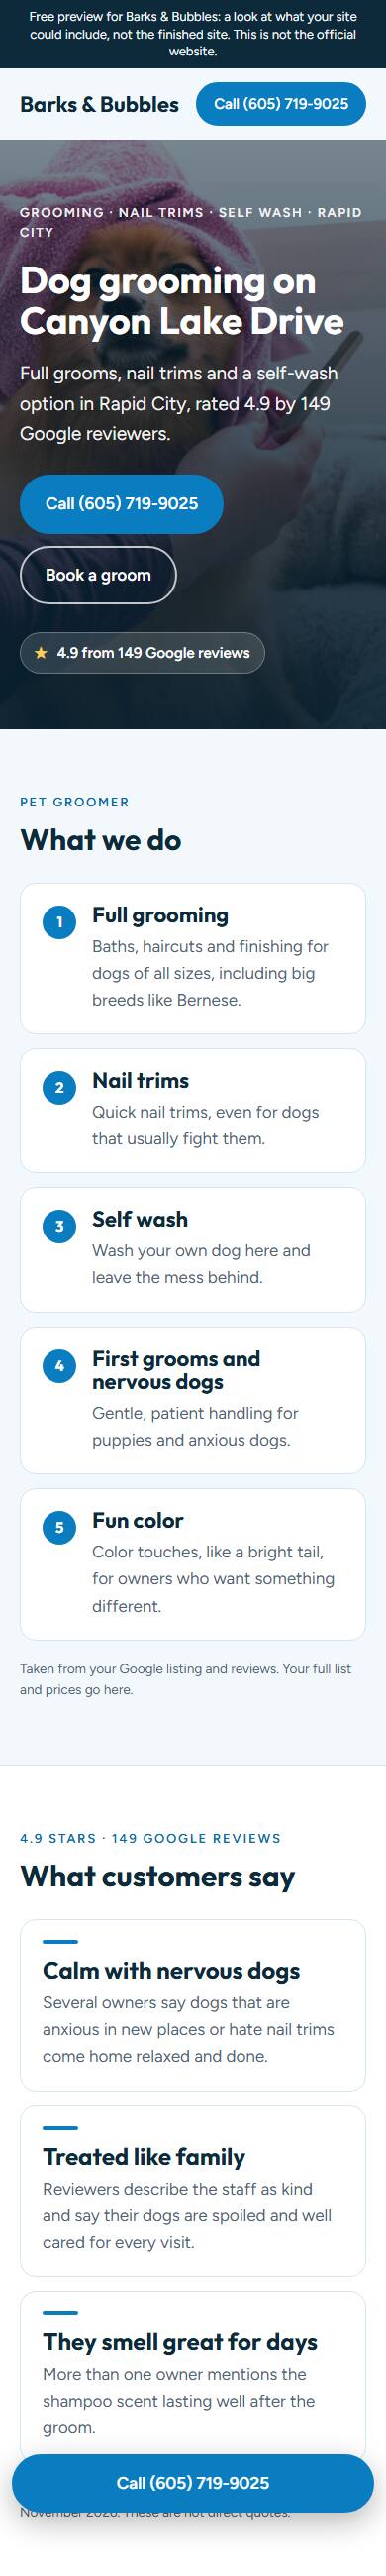 Free preview for Barks & Bubbles: a look at what your site
could include, not the finished site. This is not the official
website.
Barks & Bubbles
Call (605) 719-9025
GROOMING · NAIL TRIMS · SELF WASH · RAPID
CITY
Dog grooming on
Canyon Lake Drive
Full grooms, nail trims and a self-wash
option in Rapid City, rated 4.9 by 149
Google reviewers.
Call (605) 719-9025
Book a groom
★ 4.9 from 149 Google reviews
PET GROOMER
What we do
1
Full grooming
Baths, haircuts and finishing for
dogs of all sizes, including big
breeds like Bernese.
2
Nail trims
Quick nail trims, even for dogs
that usually fight them.
3
Self wash
Wash your own dog here and
leave the mess behind.
4
First grooms and
nervous dogs
Gentle, patient handling for
puppies and anxious dogs.
5
Fun color
Color touches, like a bright tail,
for owners who want something
different.
Taken from your Google listing and reviews. Your full list
and prices go here.
4.9 STARS · 149 GOOGLE REVIEWS
What customers say
Calm with nervous dogs
Several owners say dogs that are
anxious in new places or hate nail trims
come home relaxed and done.
Treated like family
Reviewers describe the staff as kind
and say their dogs are spoiled and well
cared for every visit.
They smell great for days
More than one owner mentions the
shampoo scent lasting well after the
groom.
Call (605) 719-9025
These are not direct quotes.